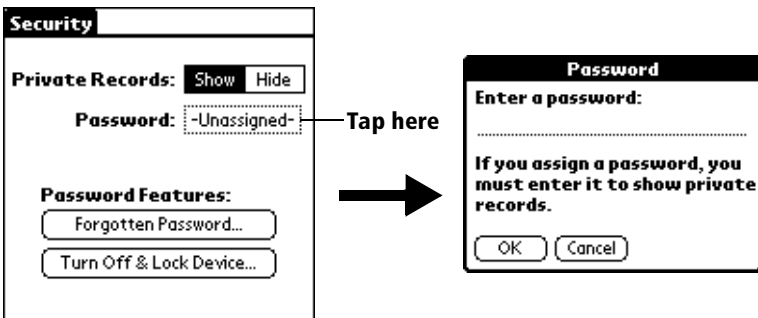 Security
Private Records: Show Hide
Password: -Unassigned-
Tap here
Password Features:
Forgotten Password...
Turn Off & Lock Device...
Password
Enter a password:
If you assign a password, you
must enter it to show private
records.
OK Cancel